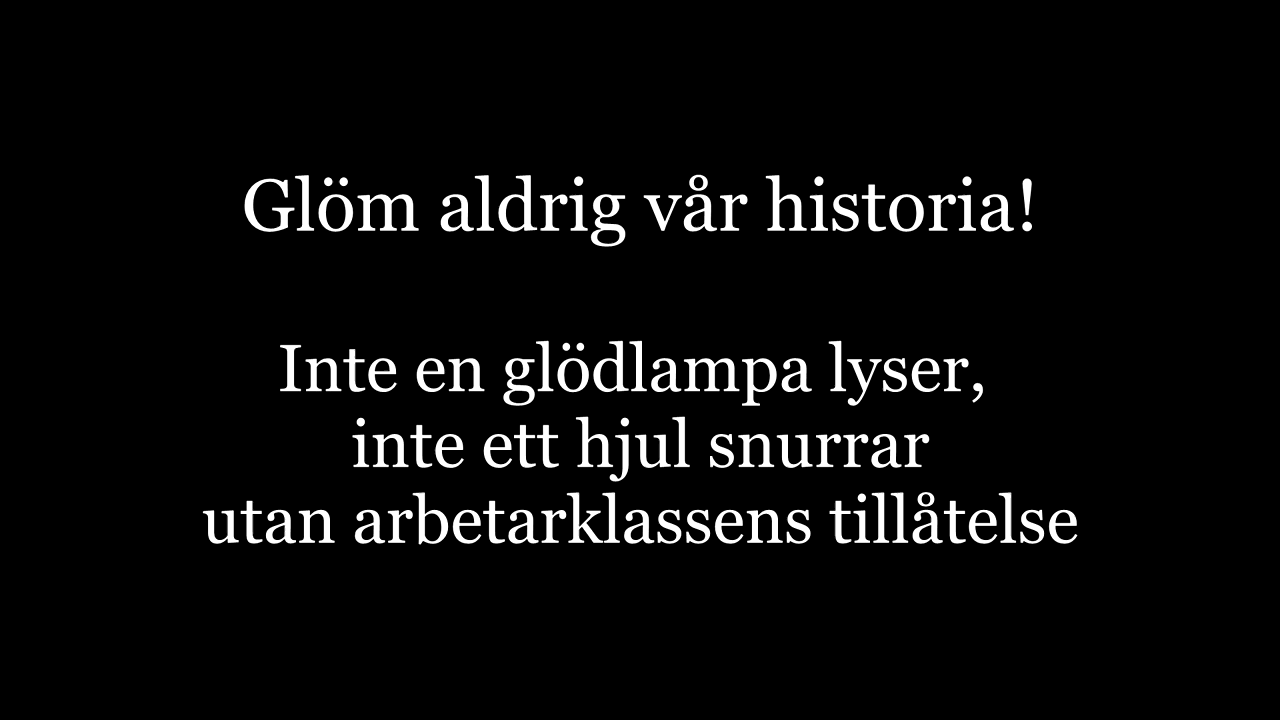 Glöm aldrig vår historia!
Inte en glödlampa lyser,
inte ett hjul snurrar
utan arbetarklassens tillåtelse